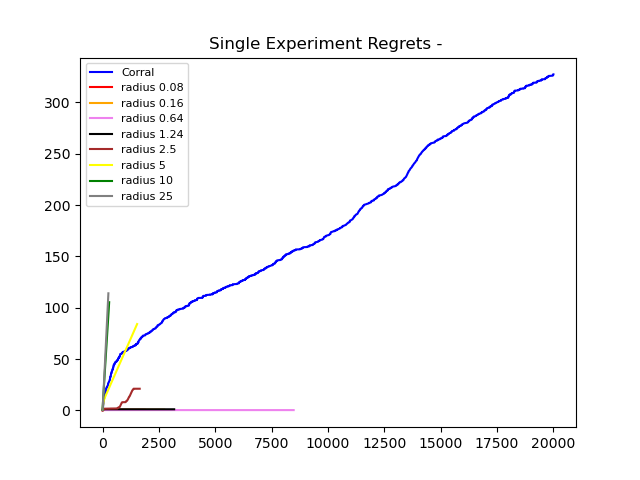 Single Experiment Regrets -
Corral
radius 0.08
radius 0.16
radius 0.64
radius 1.24
radius 2.5
radius 5
radius 10
radius 25
300
250
200
150
100
50
0
0 2500 5000 7500 10000 12500 15000 17500 20000